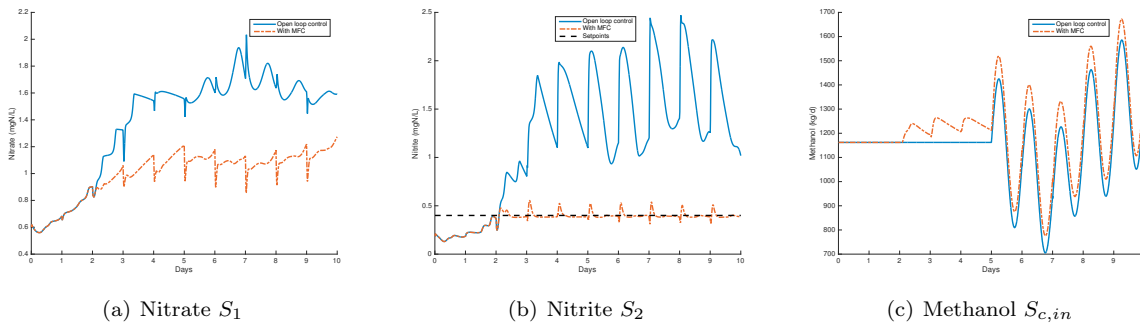 2.2
2
1.8
1.6
1.4
1.2
1
0.8
0.6
0.4
Nitrate (mgN/L)
Open loop control
With MFC
0 1 2 3 4 5 6 7 8 9 10
Days
(a) Nitrate S1
2.5
2
1.5
1
0.5
0
Nitrite (mgN/L)
Open loop control
With MFC
Setpoints
0 1 2 3 4 5 6 7 8 9 10
Days
(b) Nitrite S2
1700
1600
1500
1400
1300
1200
1100
1000
900
800
700
Methanol (kg/d)
Open loop control
With MFC
0 1 2 3 4 5 6 7 8 9
Days
(c) Methanol Sc,in